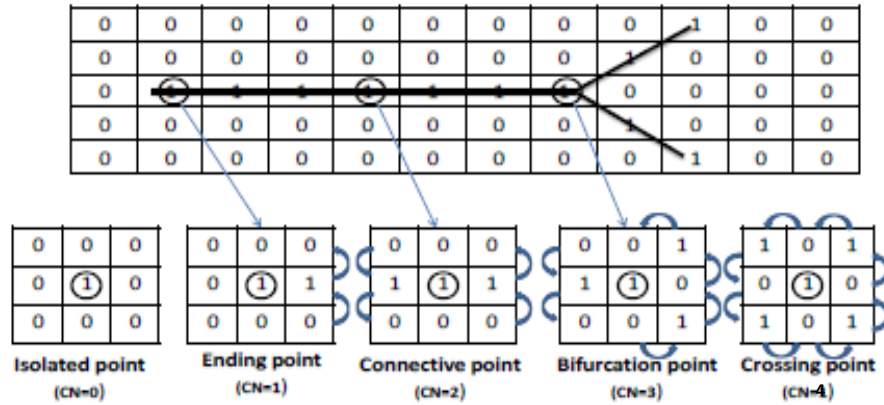 0 0 0 0 0 0 0 0 0 1 0 0
0 0 0 0 0 0 0 0 1 0 0 0
0 1 1 1 1 1 1 1 0 0 0 0
0 0 0 0 0 0 0 0 1 0 0 0
0 0 0 0 0 0 0 0 0 1 0 0
0 0 0 0 0 0 0 0 0 0 0 1 1 0 1
0 1 0 0 1 1 1 1 1 1 1 0 0 1 0
0 0 0 0 0 0 0 0 0 0 0 1 1 0 1
Isolated point Ending point Connective point Bifurcation point Crossing point
(CN=0) (CN=1) (CN=2) (CN=3) (CN=4)